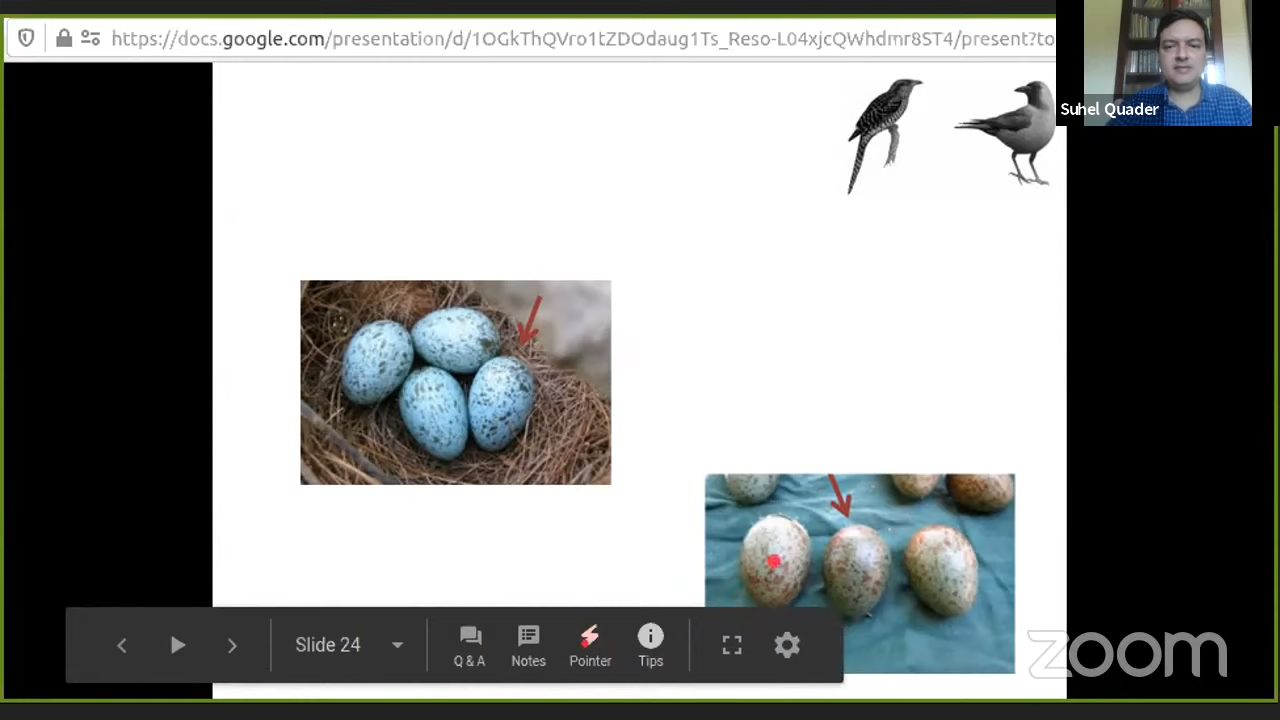 https://docs.google.com/presentation/d/1OGkThQVro1tZDOdaug1Ts_Reso-L04xjcQWhdmr8ST4/present?to
Suhel Quader
Slide 24
Q & A
Notes
Pointer
Tips
zoom